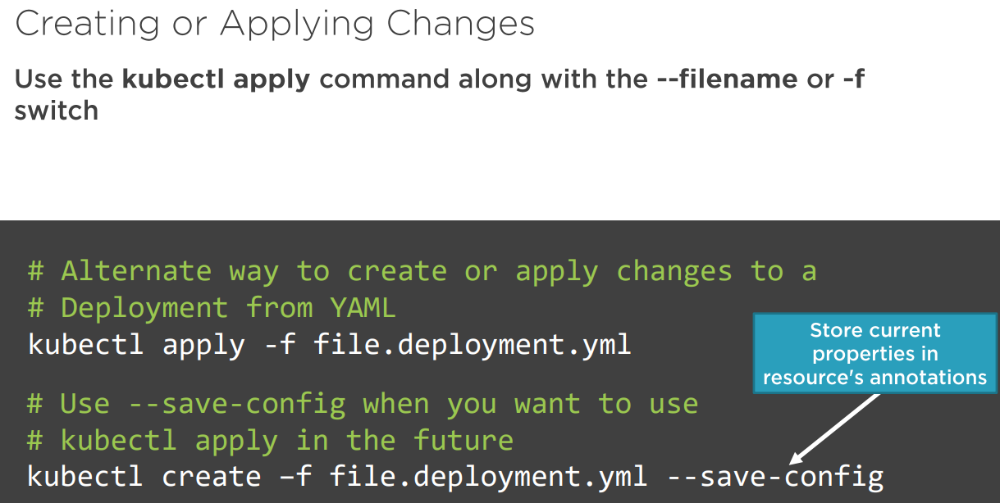 Creating or Applying Changes
Use the kubectl apply command along with the --filename or -f
switch
# Alternate way to create or apply changes to a
# Deployment from YAML
kubectl apply -f file.deployment.yml
Store current
properties in
resource's annotations
# Use --save-config when you want to use
# kubectl apply in the future
kubectl create –f file.deployment.yml --save-config